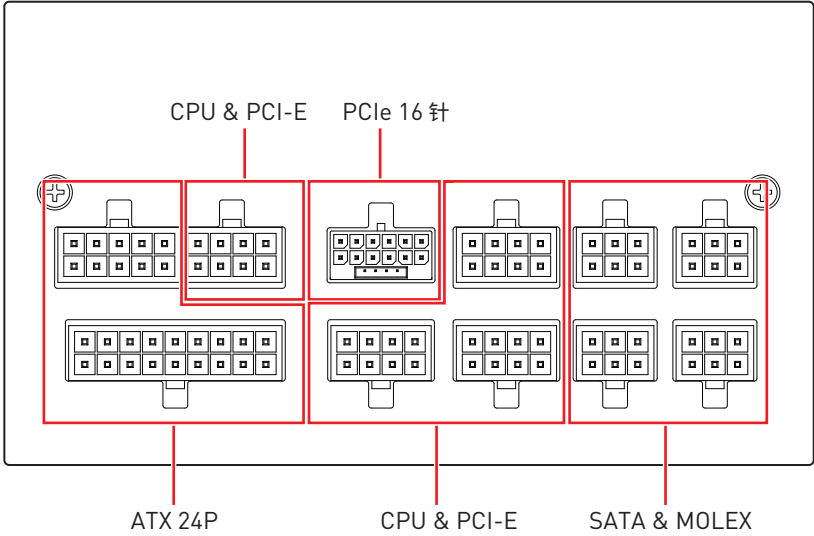 CPU & PCI-E
PCIe 16 针
ATX 24P
CPU & PCI-E
SATA & MOLEX